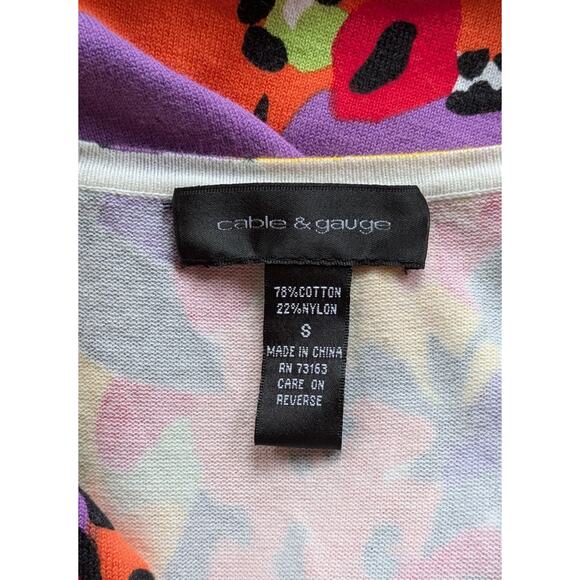 cable & gauge
78%COTTON
22%NYLON
S
MADE IN CHINA
RN 73163
CARE ON
REVERSE